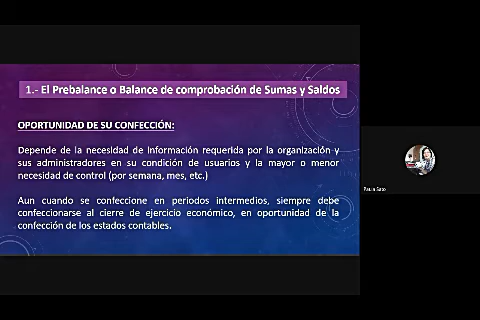 1.- El Prebalance o Balance de comprobación de Sumas y Saldos
OPORTUNIDAD DE SU CONFECCIÓN:
Depende de la necesidad de Información requerida por la organización y
sus administradores en su condición de usuarios y la mayor o menor
necesidad de control (por semana, mes, etc.)
Aun cuando se confeccione en periodos intermedios, siempre debe
confeccionarse al cierre de ejercicio económico, en oportunidad de la
confección de los estados contables.
Paula Sato